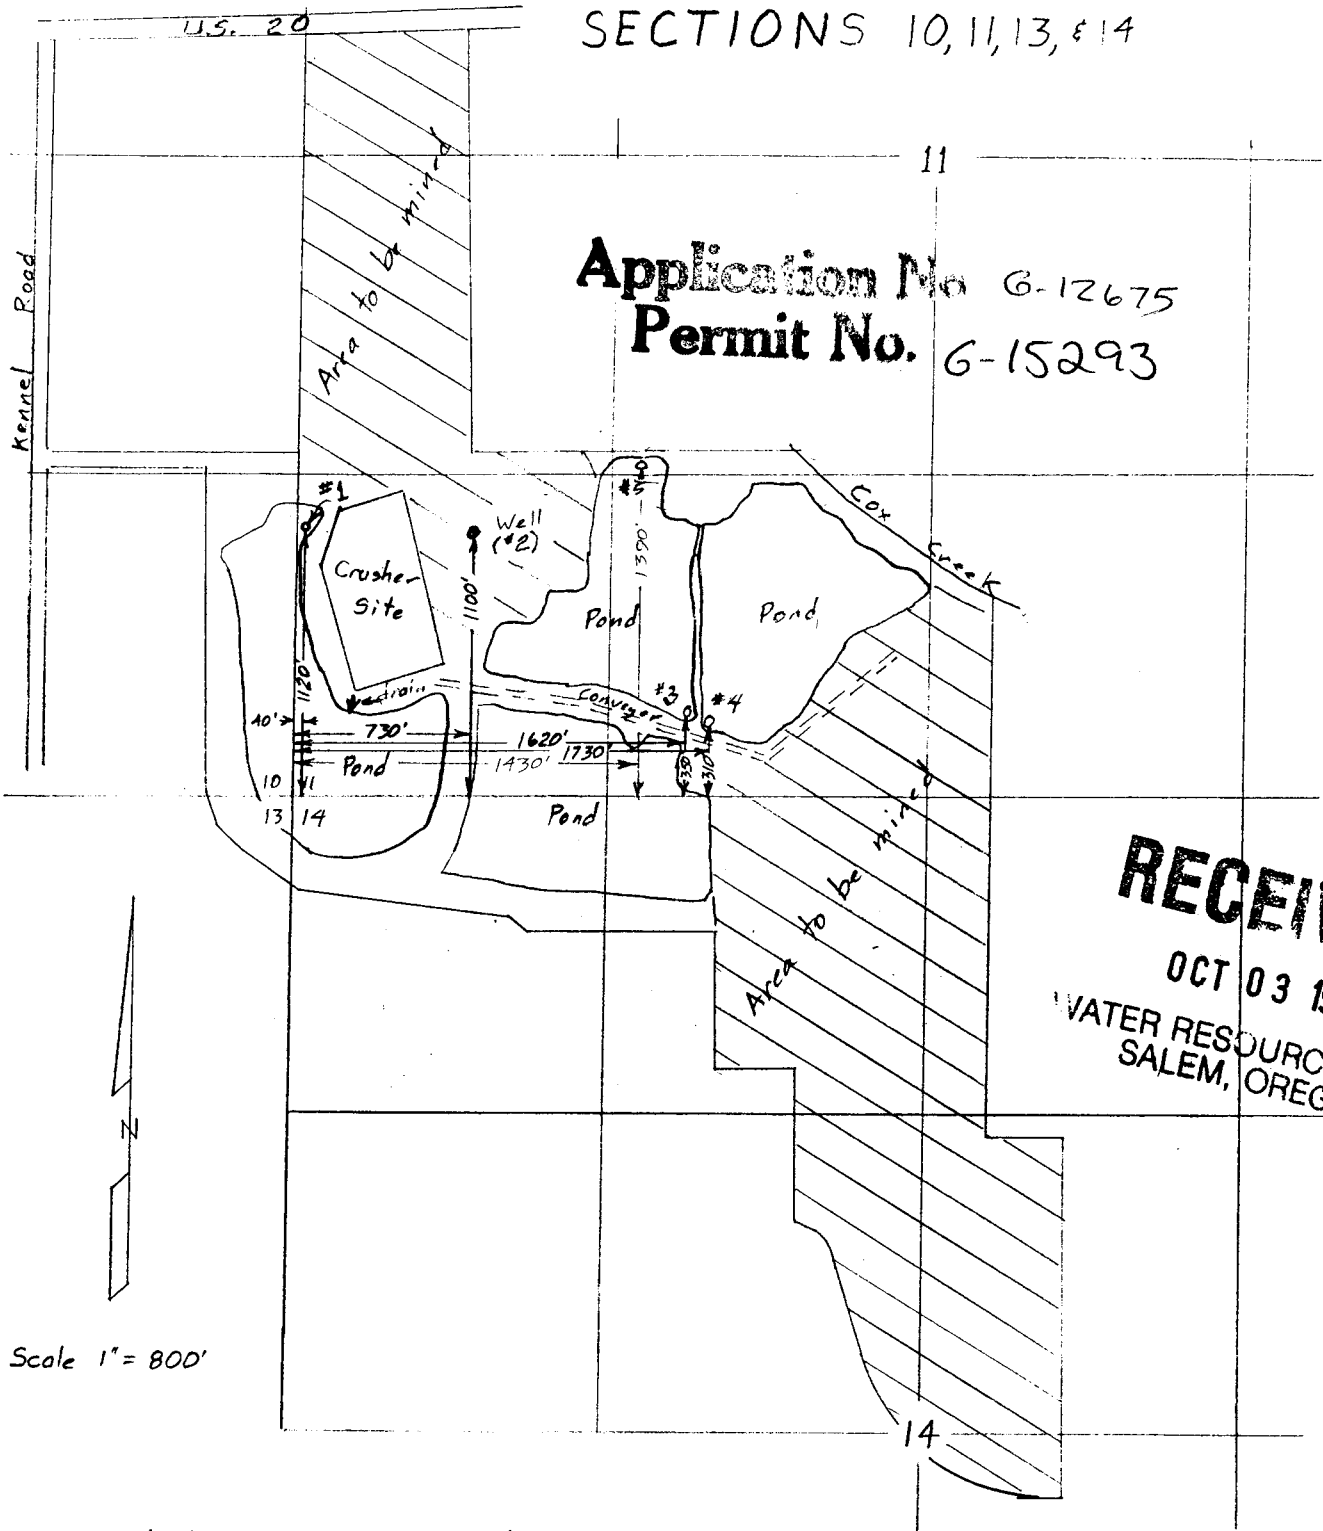 U.S. 20
SECTIONS 10, 11, 13, & 14
11
Kennel Road
Area to be mined
Application No G-12675
Permit No. G-15293
#1
Well
(#2)
#5
Cox Creek
Crusher
Site
1390'
1100'
Pond
Pond
1120'
drain
Conveyer
#3
#4
40'
730'
1620'
1730'
1430'
Pond
350'
310'
10 11
13 14
Pond
Area to be mined
RECEI
OCT 03 1
WATER RESOURC
SALEM, OREG
N
Scale 1" = 800'
14